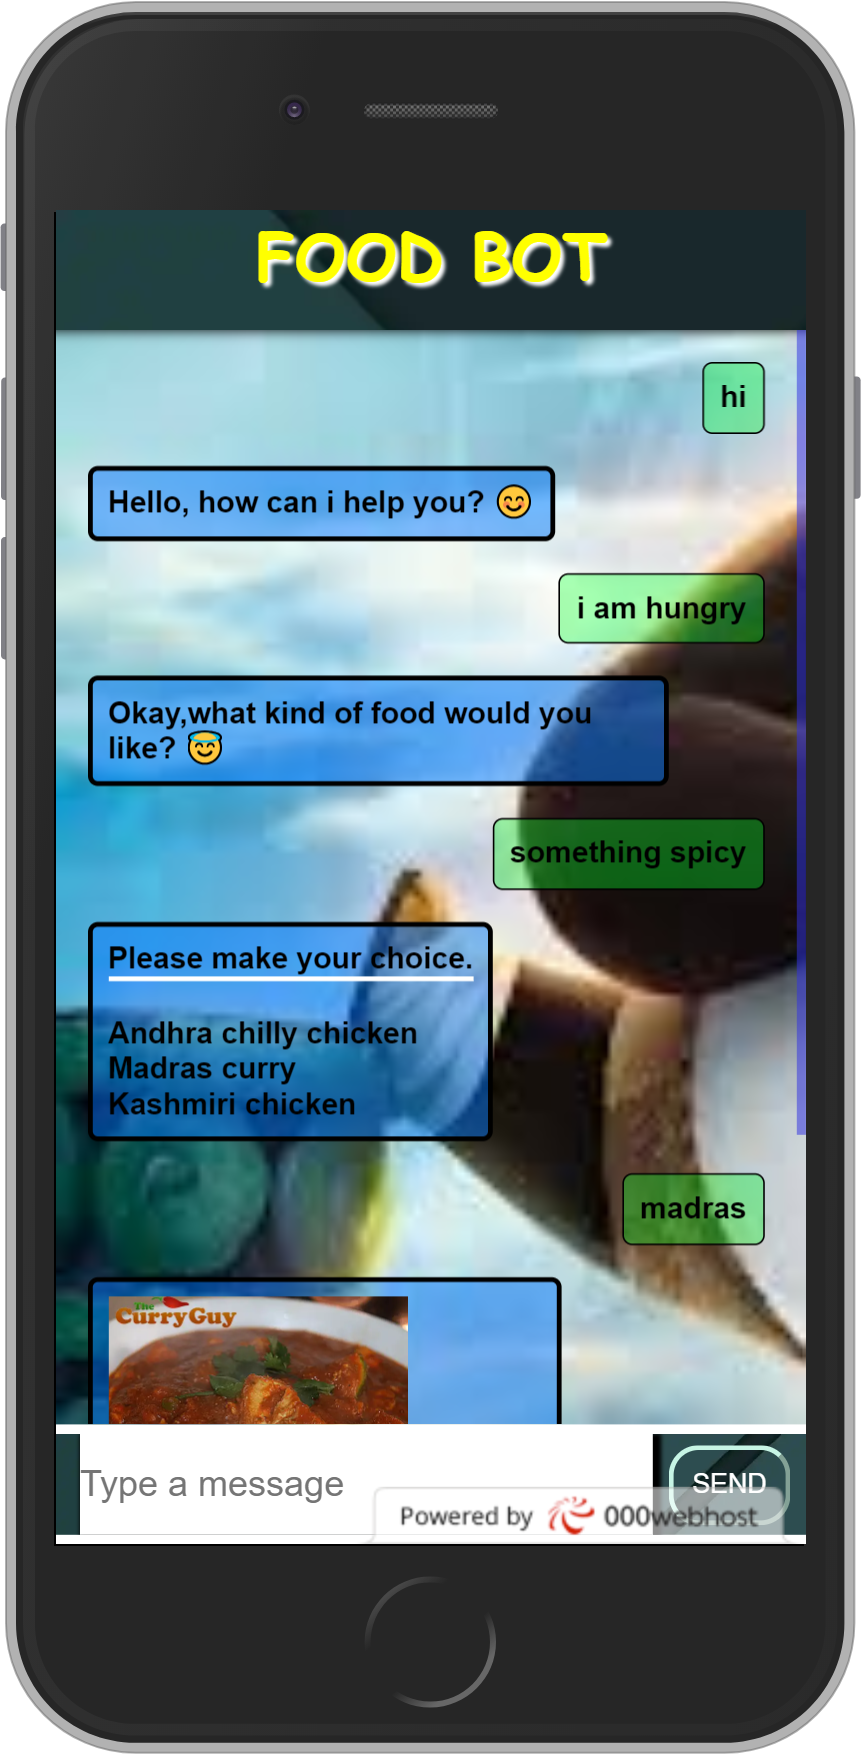 FOOD BOT
hi
Hello, how can i help you? 😊
i am hungry
Okay,what kind of food would you
like? 😇
something spicy
Please make your choice.
Andhra chilly chicken
Madras curry
Kashmiri chicken
madras
The
CurryGuy
Type a message
SEND
Powered by 000webhost